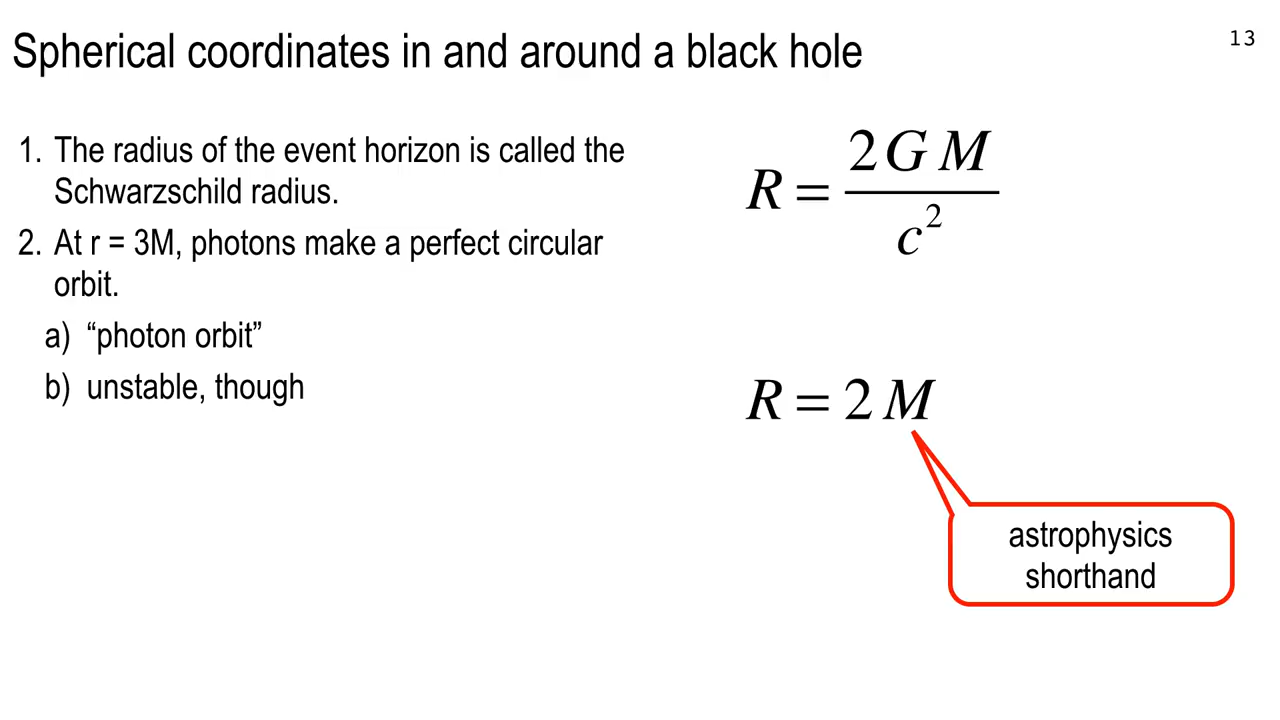 Spherical coordinates in and around a black hole
13
1. The radius of the event horizon is called the
Schwarzschild radius.
2. At r = 3M, photons make a perfect circular
orbit.
a) “photon orbit”
b) unstable, though
R = 2 G M / c²
R = 2 M
astrophysics
shorthand